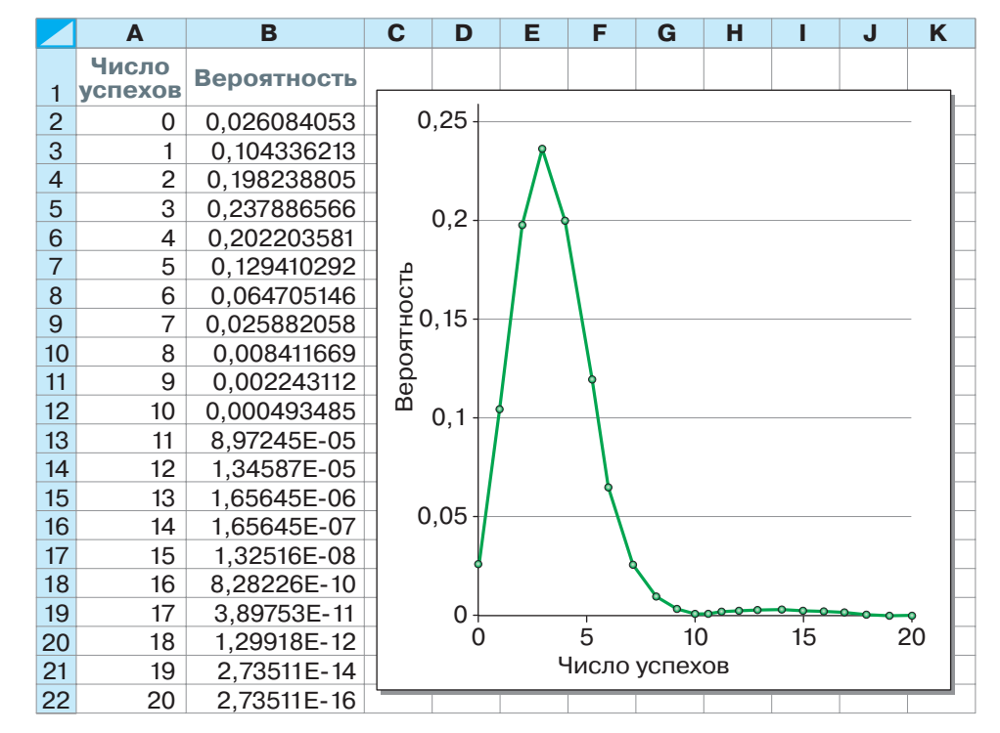 A B C D E F G H I J K
1 Число успехов Вероятность
2 0 0,026084053
3 1 0,104336213
4 2 0,198238805
5 3 0,237886566
6 4 0,202203581
7 5 0,129410292
8 6 0,064705146
9 7 0,025882058
10 8 0,008411669
11 9 0,002243112
12 10 0,000493485
13 11 8,97245E-05
14 12 1,34587E-05
15 13 1,65645E-06
16 14 1,65645E-07
17 15 1,32516E-08
18 16 8,28226E-10
19 17 3,89753E-11
20 18 1,29918E-12
21 19 2,73511E-14
22 20 2,73511E-16
Вероятность
0,25
0,2
0,15
0,1
0,05
0
0 5 10 15 20
Число успехов